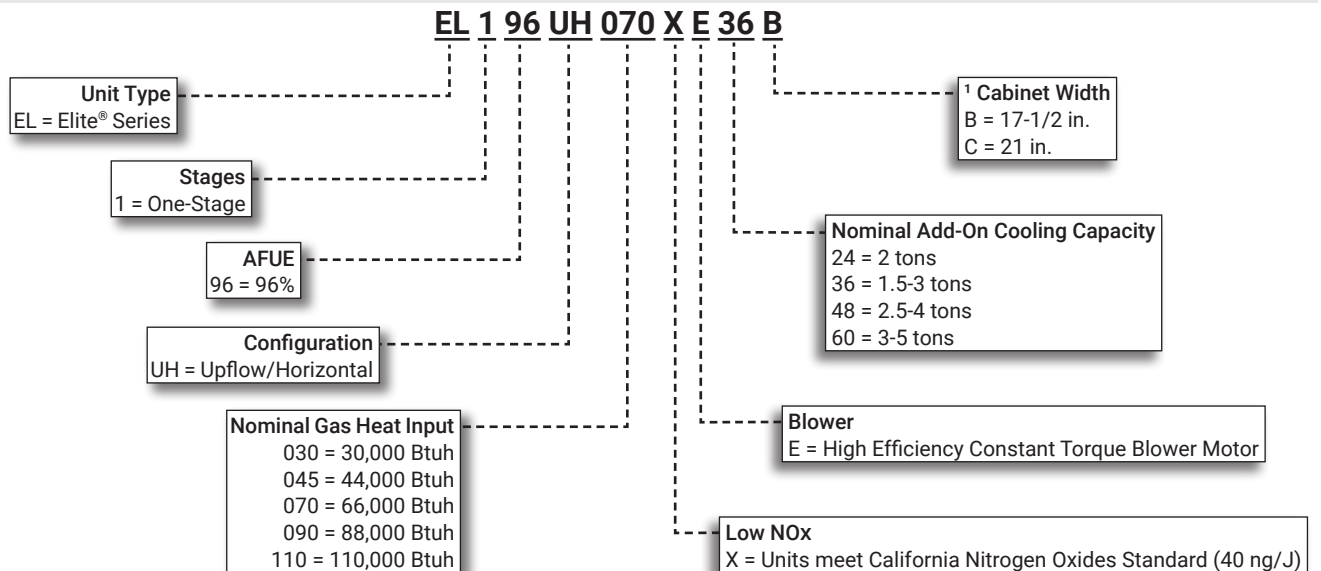 EL 1 96 UH 070 X E 36 B
Unit Type
EL = Elite® Series
Stages
1 = One-Stage
AFUE
96 = 96%
Configuration
UH = Upflow/Horizontal
Nominal Gas Heat Input
030 = 30,000 Btuh
045 = 44,000 Btuh
070 = 66,000 Btuh
090 = 88,000 Btuh
110 = 110,000 Btuh
¹ Cabinet Width
B = 17-1/2 in.
C = 21 in.
Nominal Add-On Cooling Capacity
24 = 2 tons
36 = 1.5-3 tons
48 = 2.5-4 tons
60 = 3-5 tons
Blower
E = High Efficiency Constant Torque Blower Motor
Low NOx
X = Units meet California Nitrogen Oxides Standard (40 ng/J)